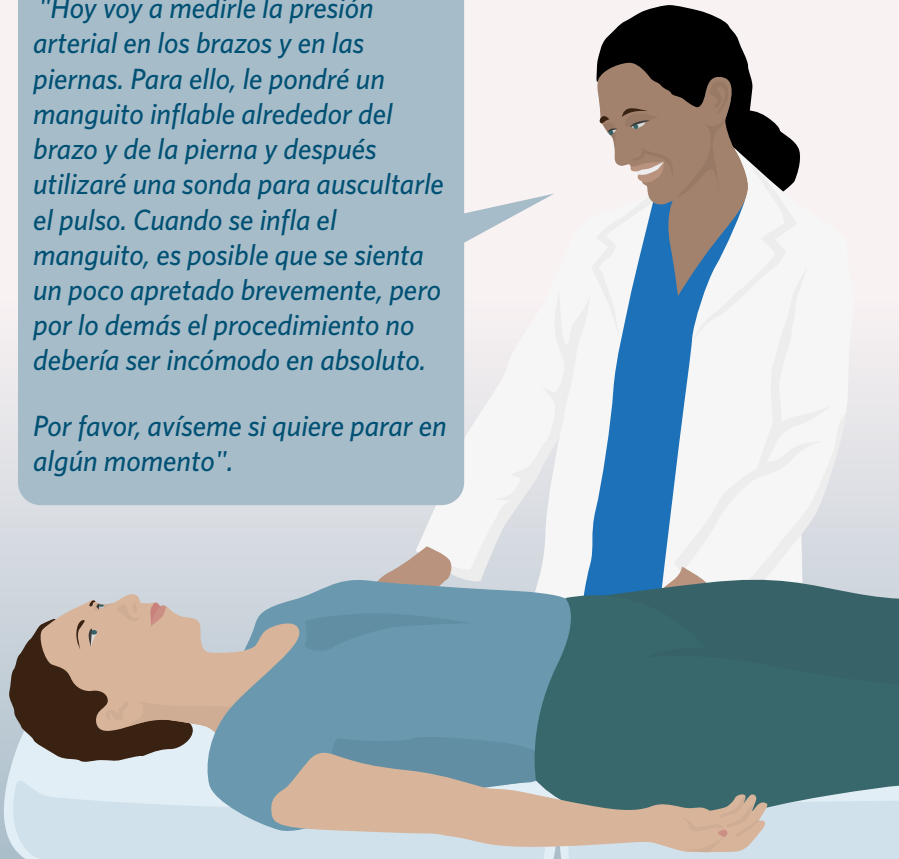 "Hoy voy a medirle la presión
arterial en los brazos y en las
piernas. Para ello, le pondré un
manguito inflable alrededor del
brazo y de la pierna y después
utilizaré una sonda para auscultarle
el pulso. Cuando se infla el
manguito, es posible que se sienta
un poco apretado brevemente, pero
por lo demás el procedimiento no
debería ser incómodo en absoluto.
Por favor, avíseme si quiere parar en
algún momento".